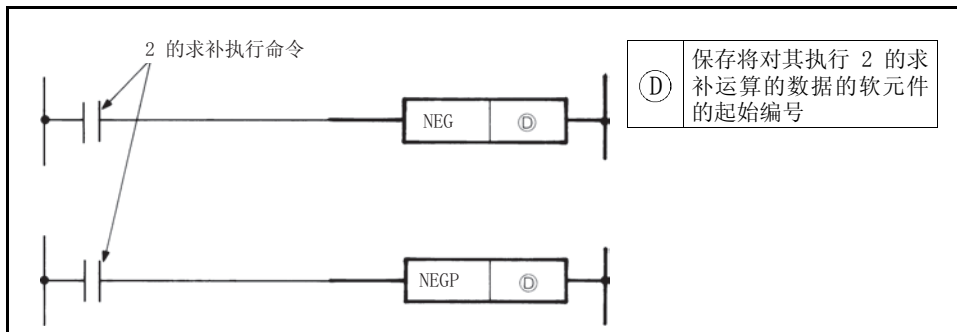 2 的求补执行命令
NEG Ⓓ
Ⓓ 保存将对其执行 2 的求
补运算的数据的软元件
的起始编号
NEGP Ⓓ